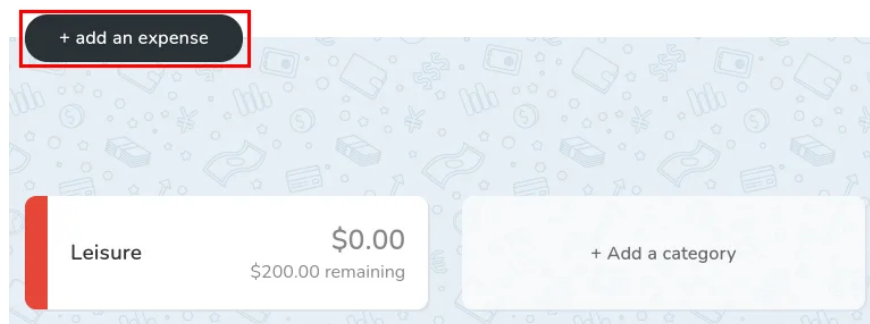 + add an expense
Leisure
$0.00
$200.00 remaining
+ Add a category